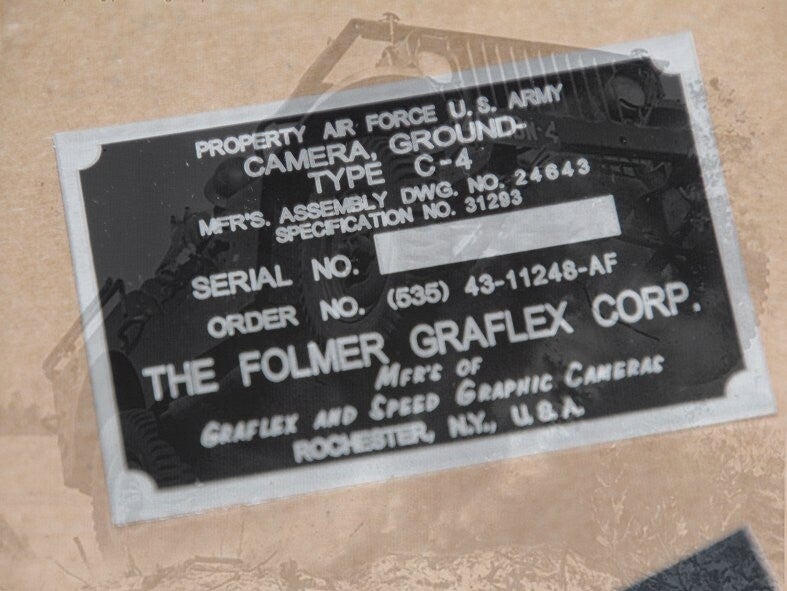 PROPERTY AIR FORCE U.S. ARMY
CAMERA, GROUND-
TYPE C-4
MFR'S. ASSEMBLY DWG. NO. 24643
SPECIFICATION NO. 31293
SERIAL NO.
ORDER NO. (535) 43-11248-AF
THE FOLMER GRAFLEX CORP.
MFR'S OF
GRAFLEX AND SPEED GRAPHIC CAMERAS
ROCHESTER, N.Y., U.S.A.